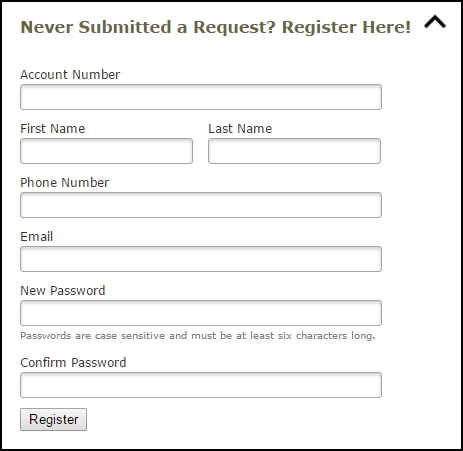 Never Submitted a Request? Register Here!
Account Number
First Name Last Name
Phone Number
Email
New Password
Passwords are case sensitive and must be at least six characters long.
Confirm Password
Register